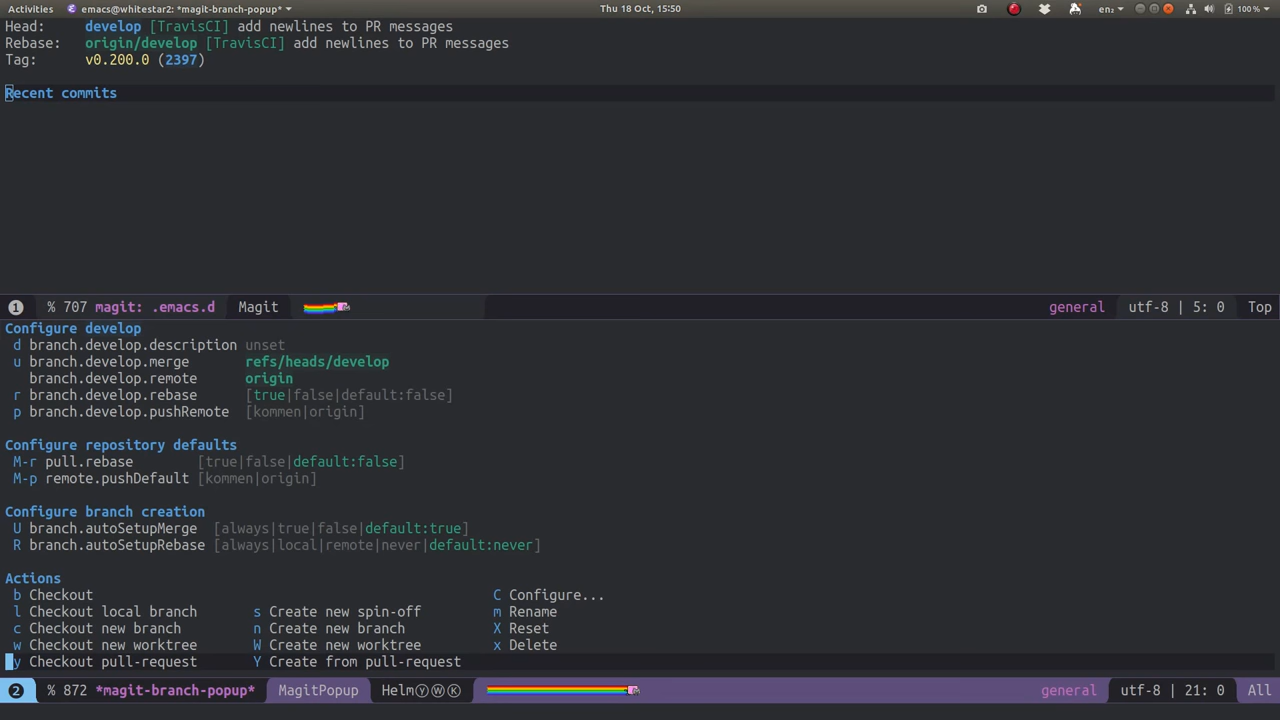 Activities emacs@whitestar2: *magit-branch-popup* Thu 18 Oct, 15:50 en₂ 100 %
Head: develop [TravisCI] add newlines to PR messages
Rebase: origin/develop [TravisCI] add newlines to PR messages
Tag: v0.200.0 (2397)
Recent commits
1 % 707 magit: .emacs.d Magit general utf-8 | 5: 0 Top
Configure develop
d branch.develop.description unset
u branch.develop.merge refs/heads/develop
branch.develop.remote origin
r branch.develop.rebase [true|false|default:false]
p branch.develop.pushRemote [kommen|origin]
Configure repository defaults
M-r pull.rebase [true|false|default:false]
M-p remote.pushDefault [kommen|origin]
Configure branch creation
U branch.autoSetupMerge [always|true|false|default:true]
R branch.autoSetupRebase [always|local|remote|never|default:never]
Actions
b Checkout C Configure...
l Checkout local branch s Create new spin-off m Rename
c Checkout new branch n Create new branch X Reset
w Checkout new worktree W Create new worktree x Delete
y Checkout pull-request Y Create from pull-request
2 % 872 *magit-branch-popup* MagitPopup HelmⓨⓌⓀ general utf-8 | 21: 0 All